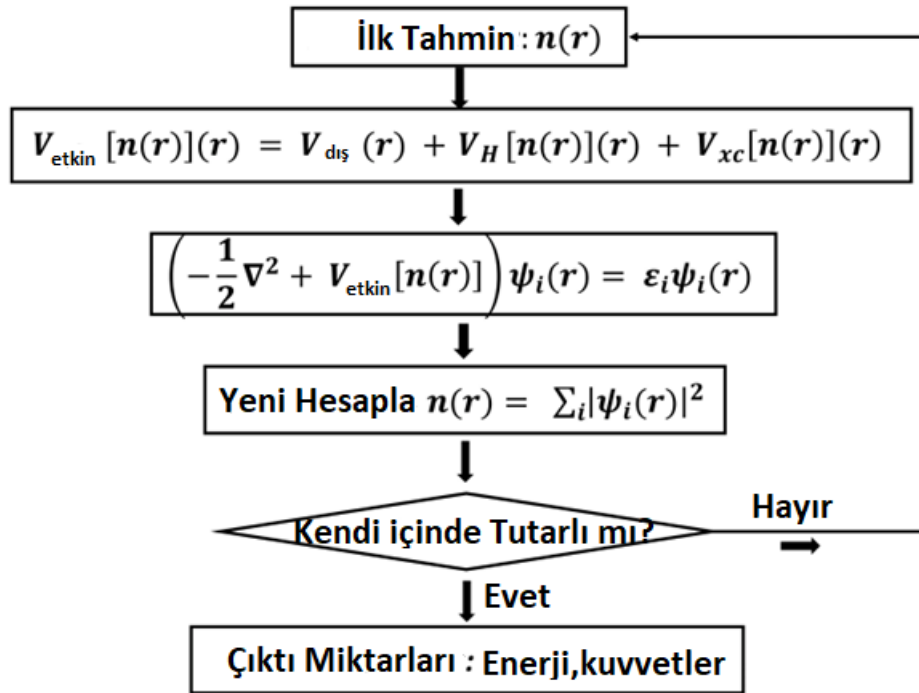 İlk Tahmin : n(r)
V_etkin [n(r)](r) = V_dış (r) + V_H[n(r)](r) + V_xc[n(r)](r)
(-1/2 ∇² + V_etkin[n(r)]) ψ_i(r) = ε_i ψ_i(r)
Yeni Hesapla n(r) = ∑_i|ψ_i(r)|²
Kendi içinde Tutarlı mı?
Hayır
Evet
Çıktı Miktarları : Enerji,kuvvetler